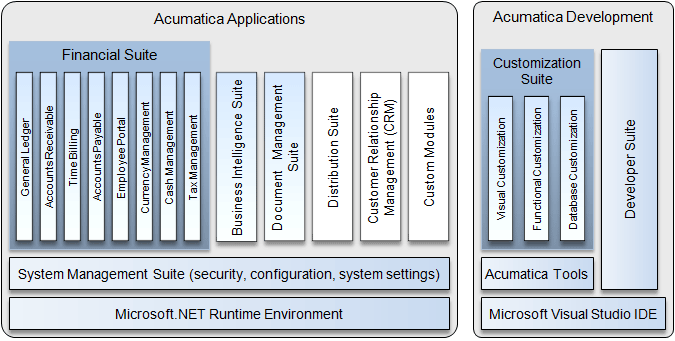 Acumatica Applications
Financial Suite
General Ledger
Accounts Receivable
Time Billing
Accounts Payable
Employee Portal
Currency Management
Cash Management
Tax Management
Business Intelligence Suite
Document Management
Suite
Distribution Suite
Customer Relationship
Management (CRM)
Custom Modules
System Management Suite (security, configuration, system settings)
Microsoft.NET Runtime Environment
Acumatica Development
Customization
Suite
Visual Customization
Functional Customization
Database Customization
Developer Suite
Acumatica Tools
Microsoft Visual Studio IDE